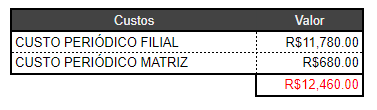 Custos Valor
CUSTO PERIÓDICO FILIAL R$11,780.00
CUSTO PERIÓDICO MATRIZ R$680.00
R$12,460.00